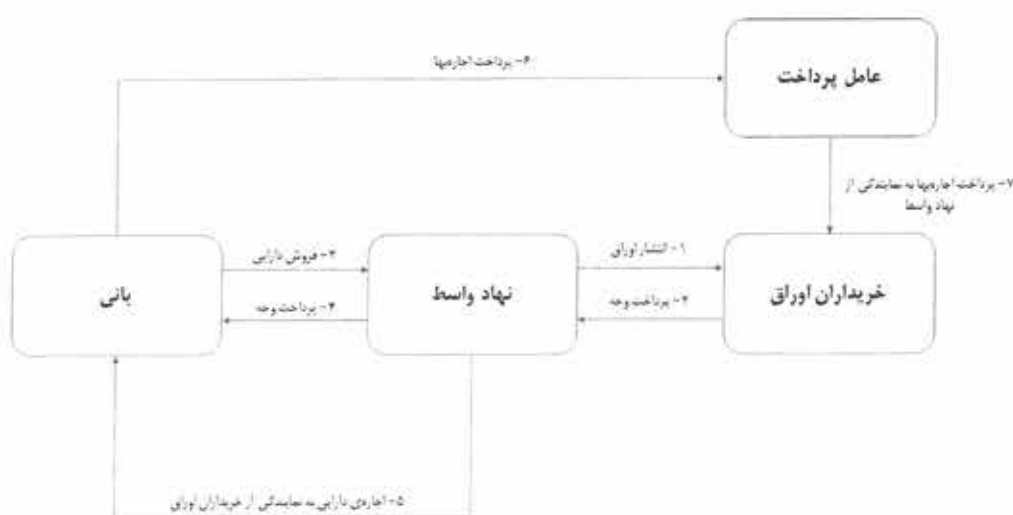 عامل پرداخت
۶- پرداخت اجاره‌بها
۷- پرداخت اجاره‌بها به نمایندگی از
نهاد واسط
بانی
۳- فروش دارایی
۴- پرداخت وجه
نهاد واسط
۱- انتشار اوراق
۲- پرداخت وجه
خریداران اوراق
۵- اجاره‌ی دارایی به نمایندگی از خریداران اوراق